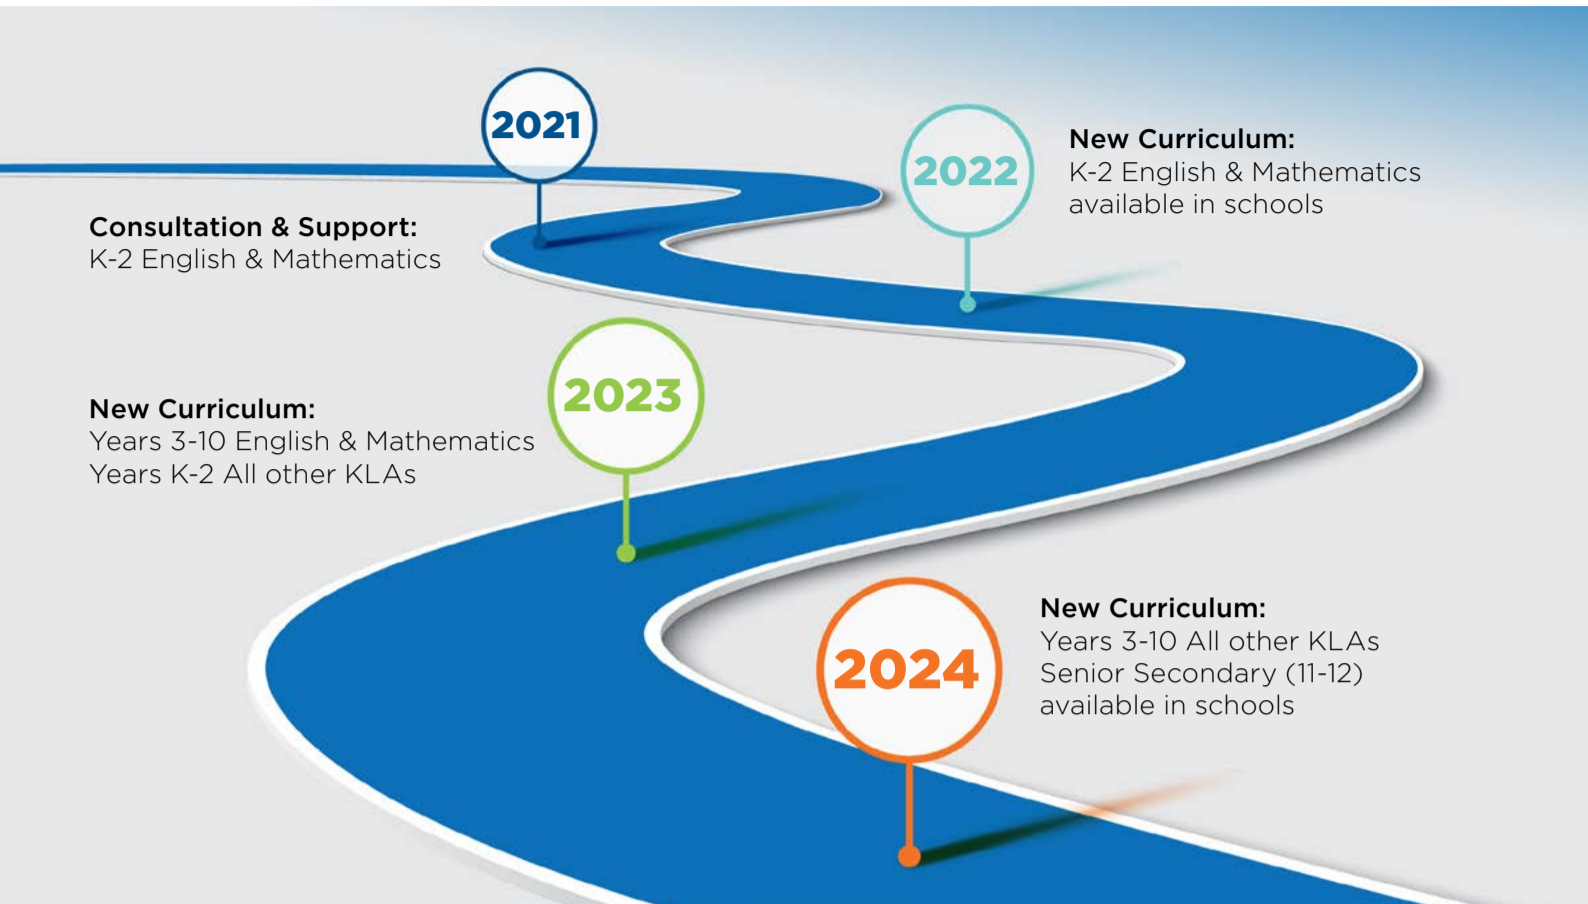 2021
Consultation & Support:
K-2 English & Mathematics
2022
New Curriculum:
K-2 English & Mathematics
available in schools
2023
New Curriculum:
Years 3-10 English & Mathematics
Years K-2 All other KLAs
2024
New Curriculum:
Years 3-10 All other KLAs
Senior Secondary (11-12)
available in schools